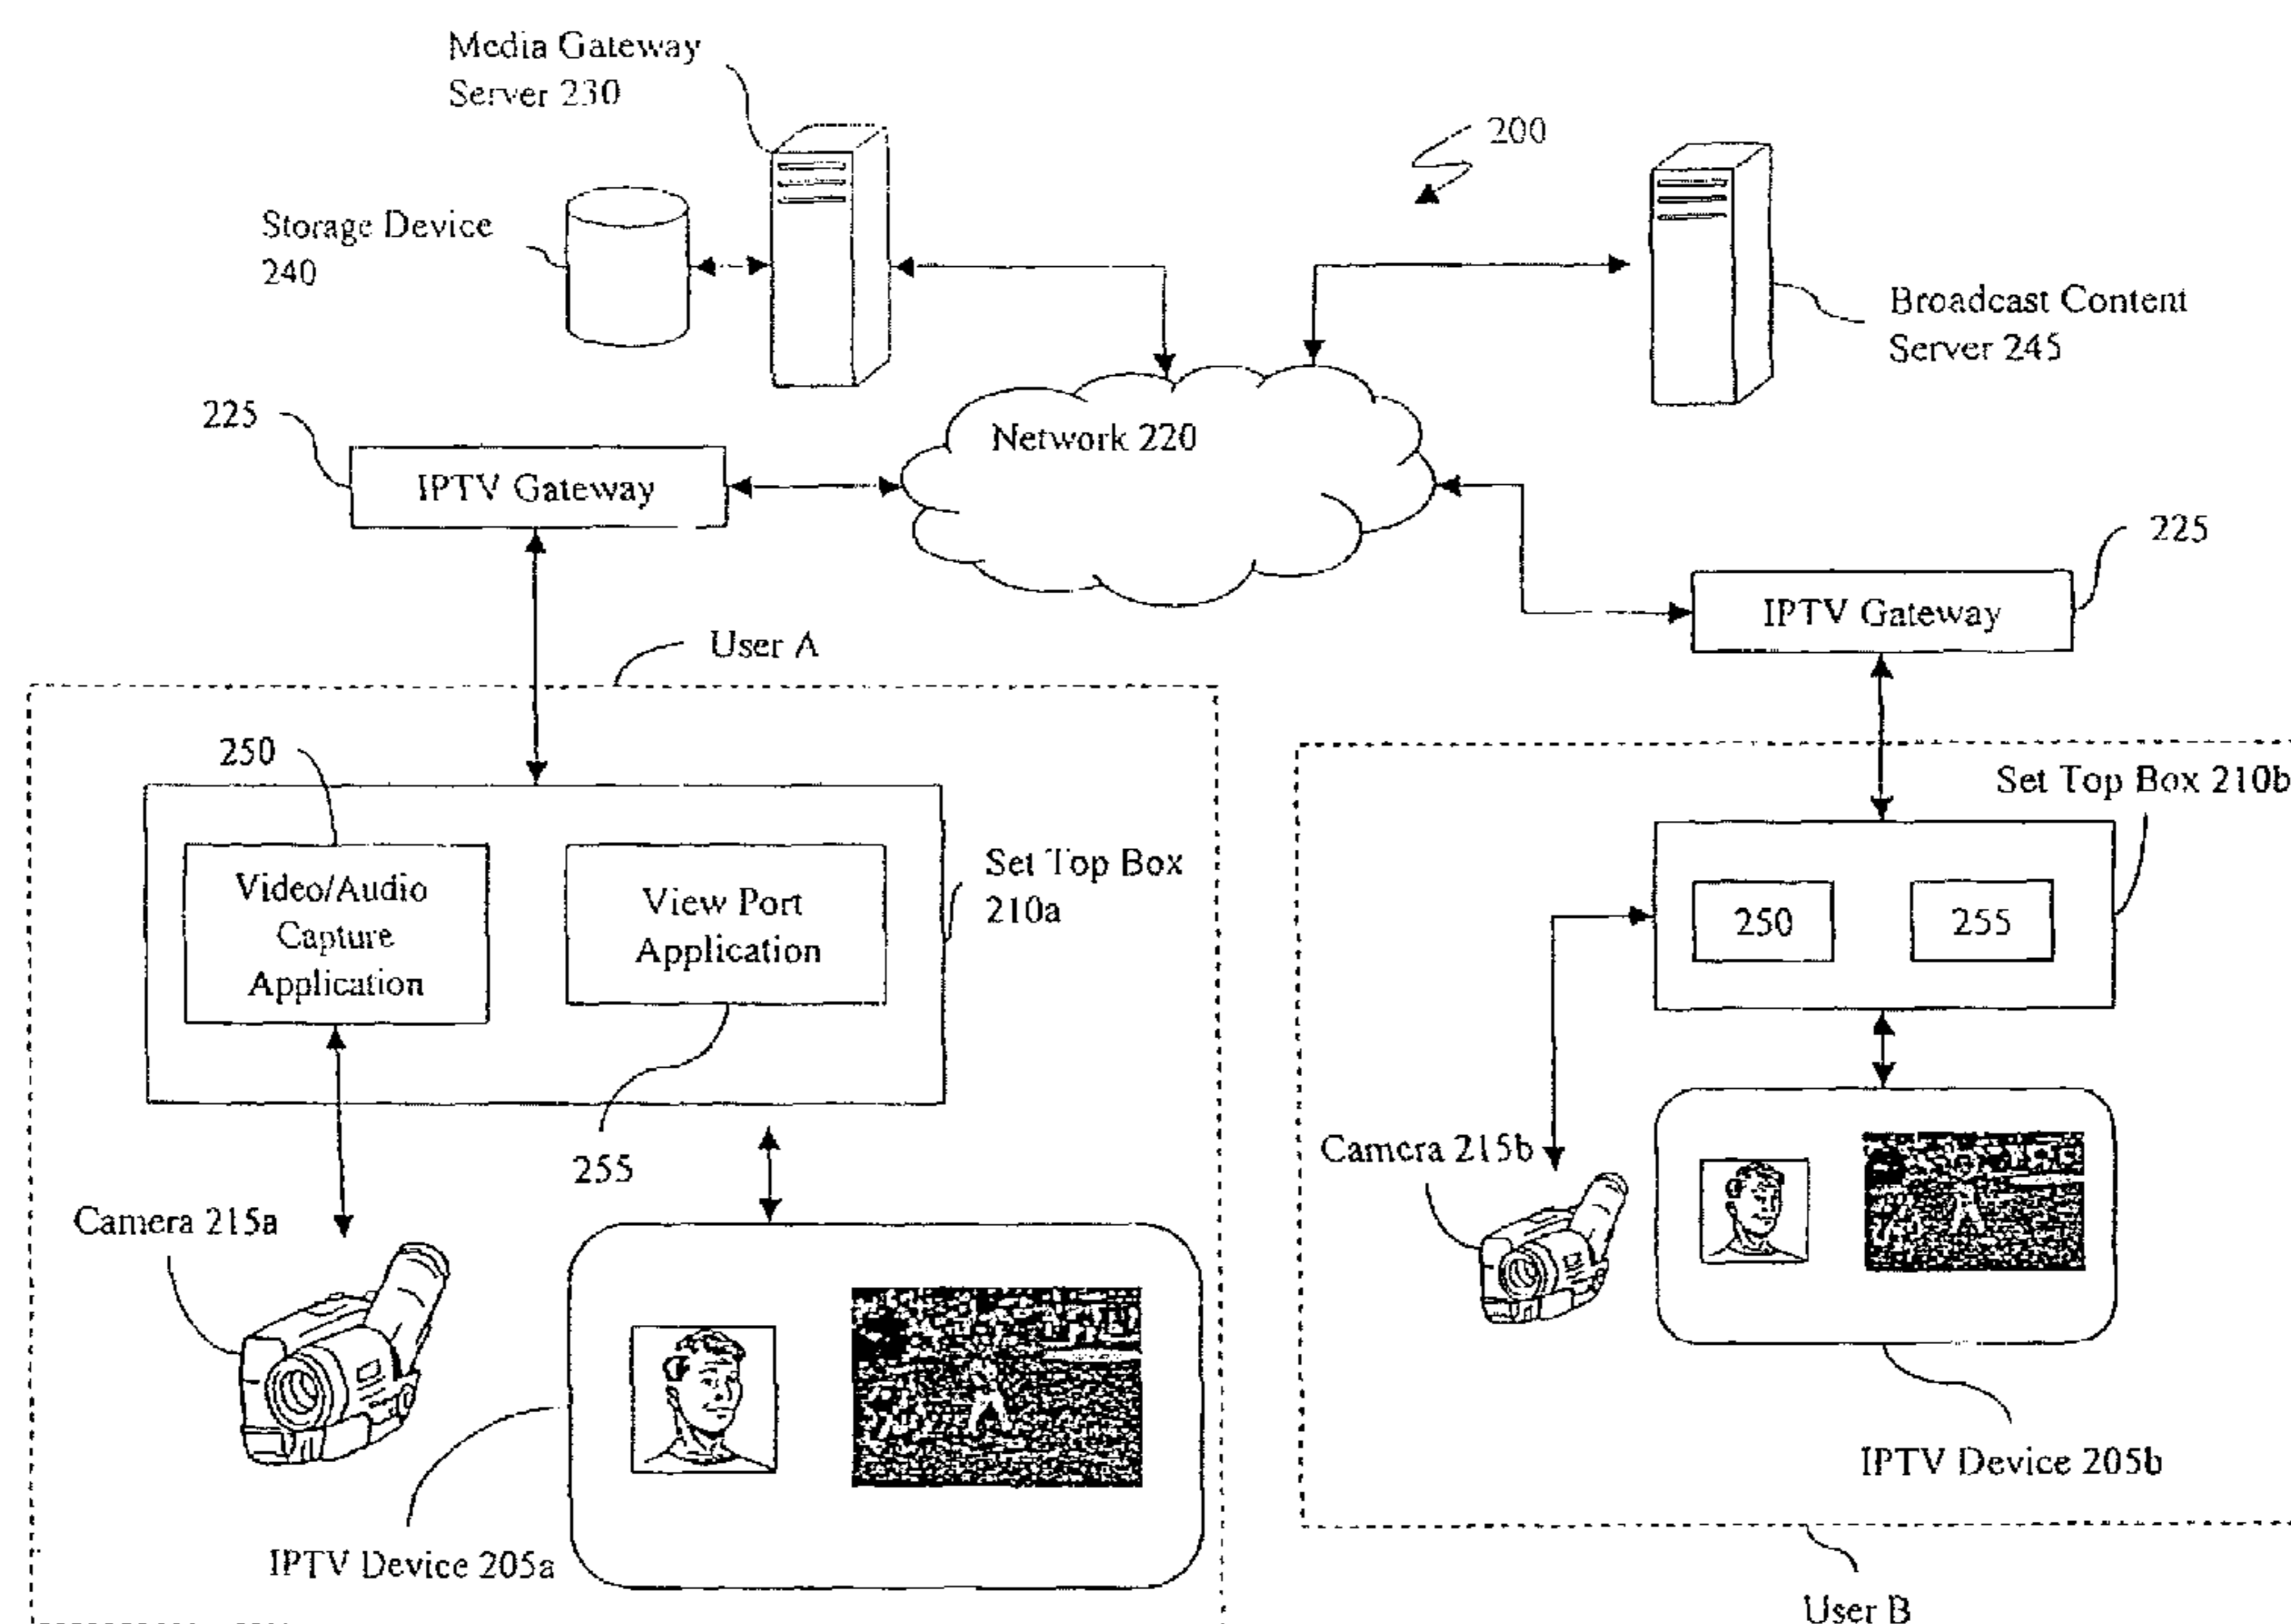 Media Gateway
Server 230
200
Storage Device
240
Broadcast Content
Server 245
225
Network 220
IPTV Gateway
225
IPTV Gateway
User A
250
Set Top Box 210b
Video/Audio
Capture
Application
View Port
Application
Set Top Box
210a
250
255
255
Camera 215b
Camera 215a
IPTV Device 205b
IPTV Device 205a
User B